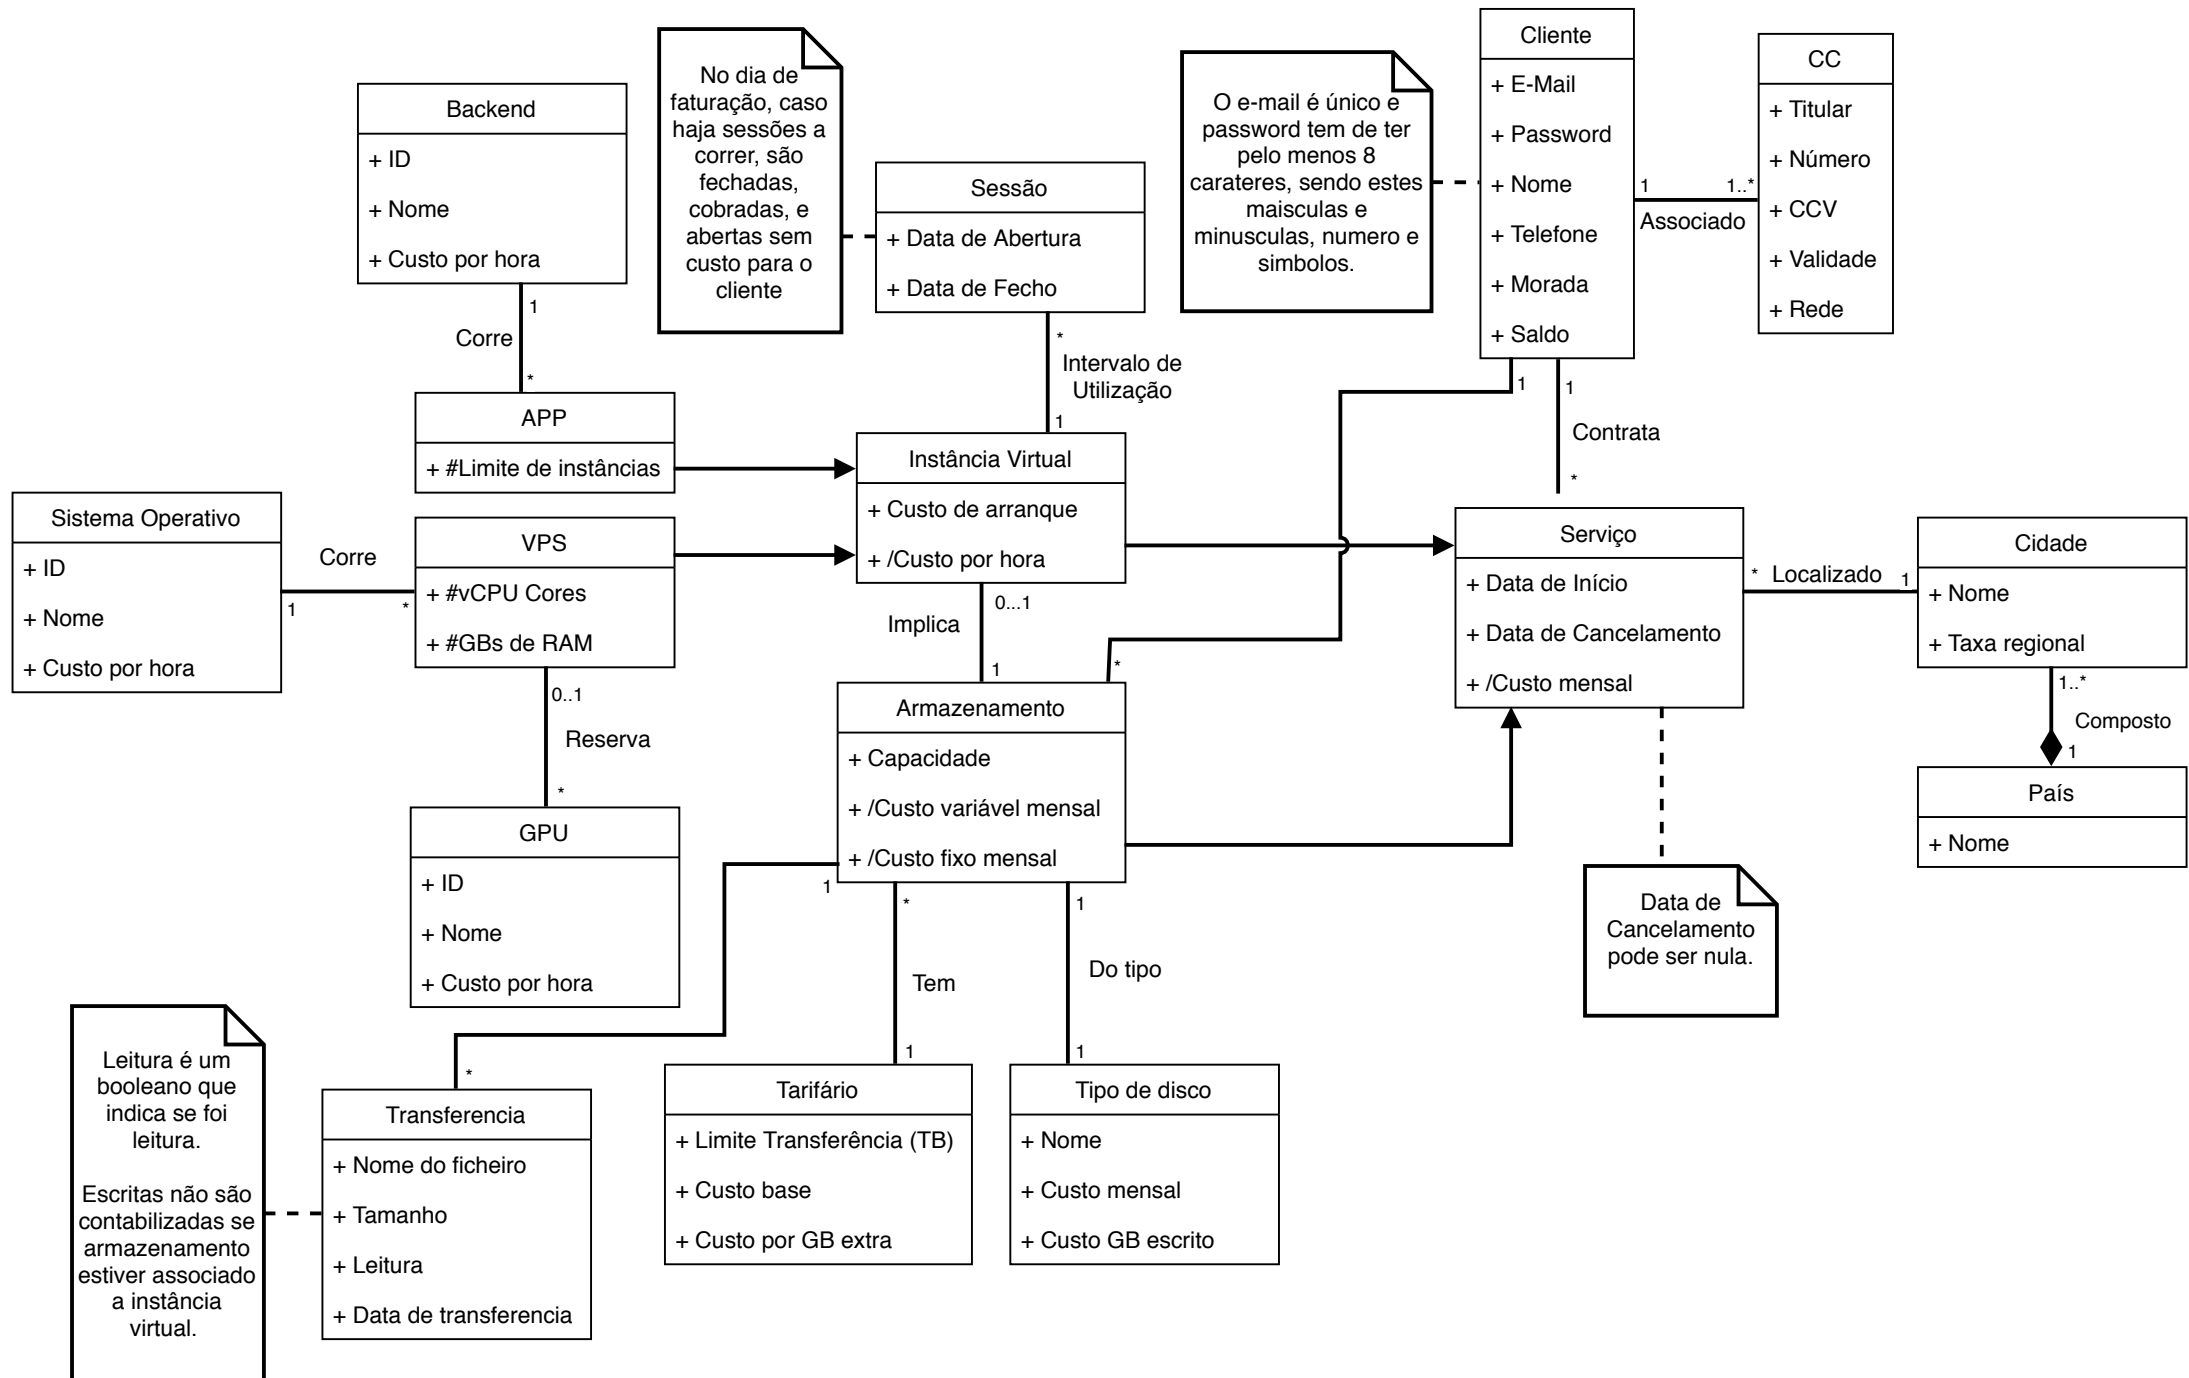 Cliente
+ E-Mail
+ Password
+ Nome
+ Telefone
+ Morada
+ Saldo
CC
+ Titular
+ Número
+ CCV
+ Validade
+ Rede
1
1..*
Associado
O e-mail é único e
password tem de ter
pelo menos 8
carateres, sendo estes
maisculas e
minusculas, numero e
simbolos.
No dia de
faturação, caso
haja sessões a
correr, são
fechadas,
cobradas, e
abertas sem
custo para o
cliente
Backend
+ ID
+ Nome
+ Custo por hora
1
Corre
*
Sessão
+ Data de Abertura
+ Data de Fecho
*
Intervalo de
Utilização
1
1
1
Contrata
*
APP
+ #Limite de instâncias
Instância Virtual
+ Custo de arranque
+ /Custo por hora
Sistema Operativo
+ ID
+ Nome
+ Custo por hora
Corre
1
*
VPS
+ #vCPU Cores
+ #GBs de RAM
0..1
Reserva
*
GPU
+ ID
+ Nome
+ Custo por hora
0...1
Implica
1
*
Serviço
+ Data de Início
+ Data de Cancelamento
+ /Custo mensal
*
Localizado
1
Cidade
+ Nome
+ Taxa regional
1..*
Composto
1
País
+ Nome
Armazenamento
+ Capacidade
+ /Custo variável mensal
+ /Custo fixo mensal
1
*
1
Tem
Do tipo
1
1
*
Data de
Cancelamento
pode ser nula.
Leitura é um
booleano que
indica se foi
leitura.
Escritas não são
contabilizadas se
armazenamento
estiver associado
a instância
virtual.
Transferencia
+ Nome do ficheiro
+ Tamanho
+ Leitura
+ Data de transferencia
Tarifário
+ Limite Transferência (TB)
+ Custo base
+ Custo por GB extra
Tipo de disco
+ Nome
+ Custo mensal
+ Custo GB escrito